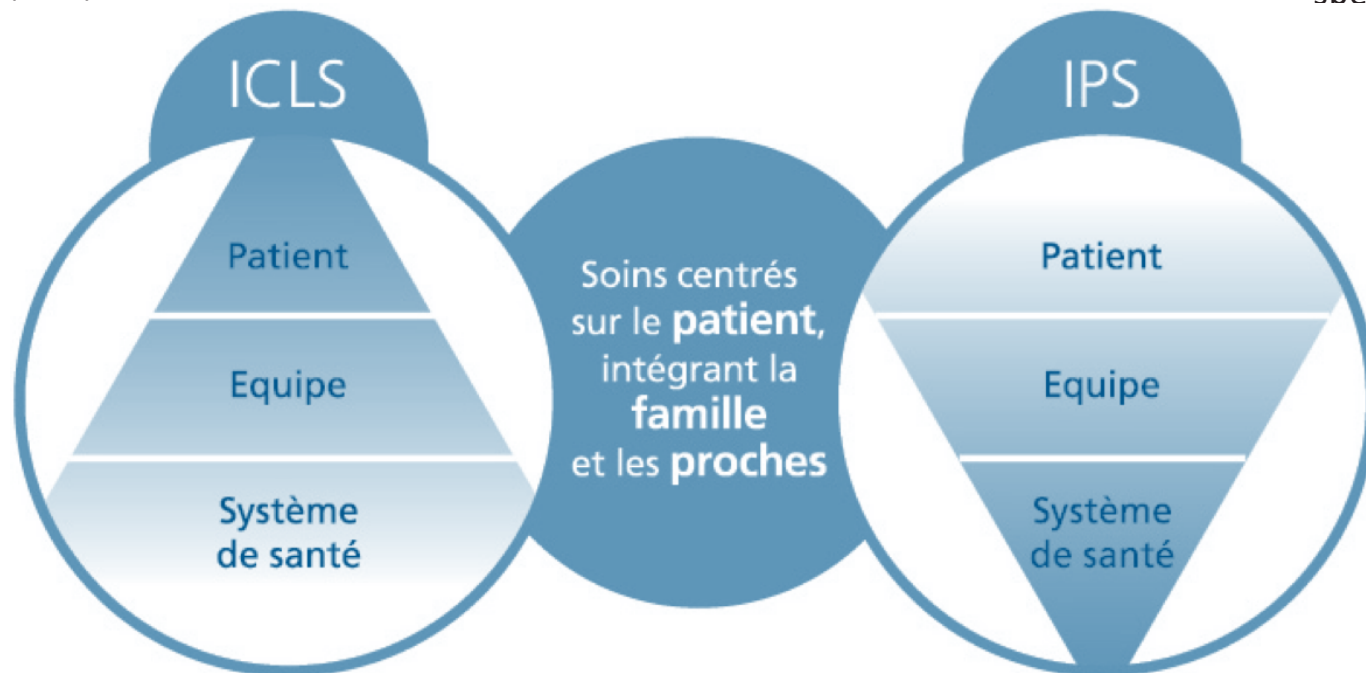 ICLS
Patient
Equipe
Système
de santé
Soins centrés
sur le patient,
intégrant la
famille
et les proches
IPS
Patient
Equipe
Système
de santé